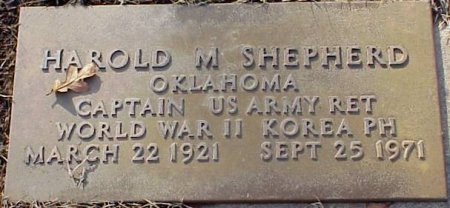 HAROLD M SHEPHERD
OKLAHOMA
CAPTAIN US ARMY RET
WORLD WAR II KOREA PH
MARCH 22 1921 SEPT 25 1971